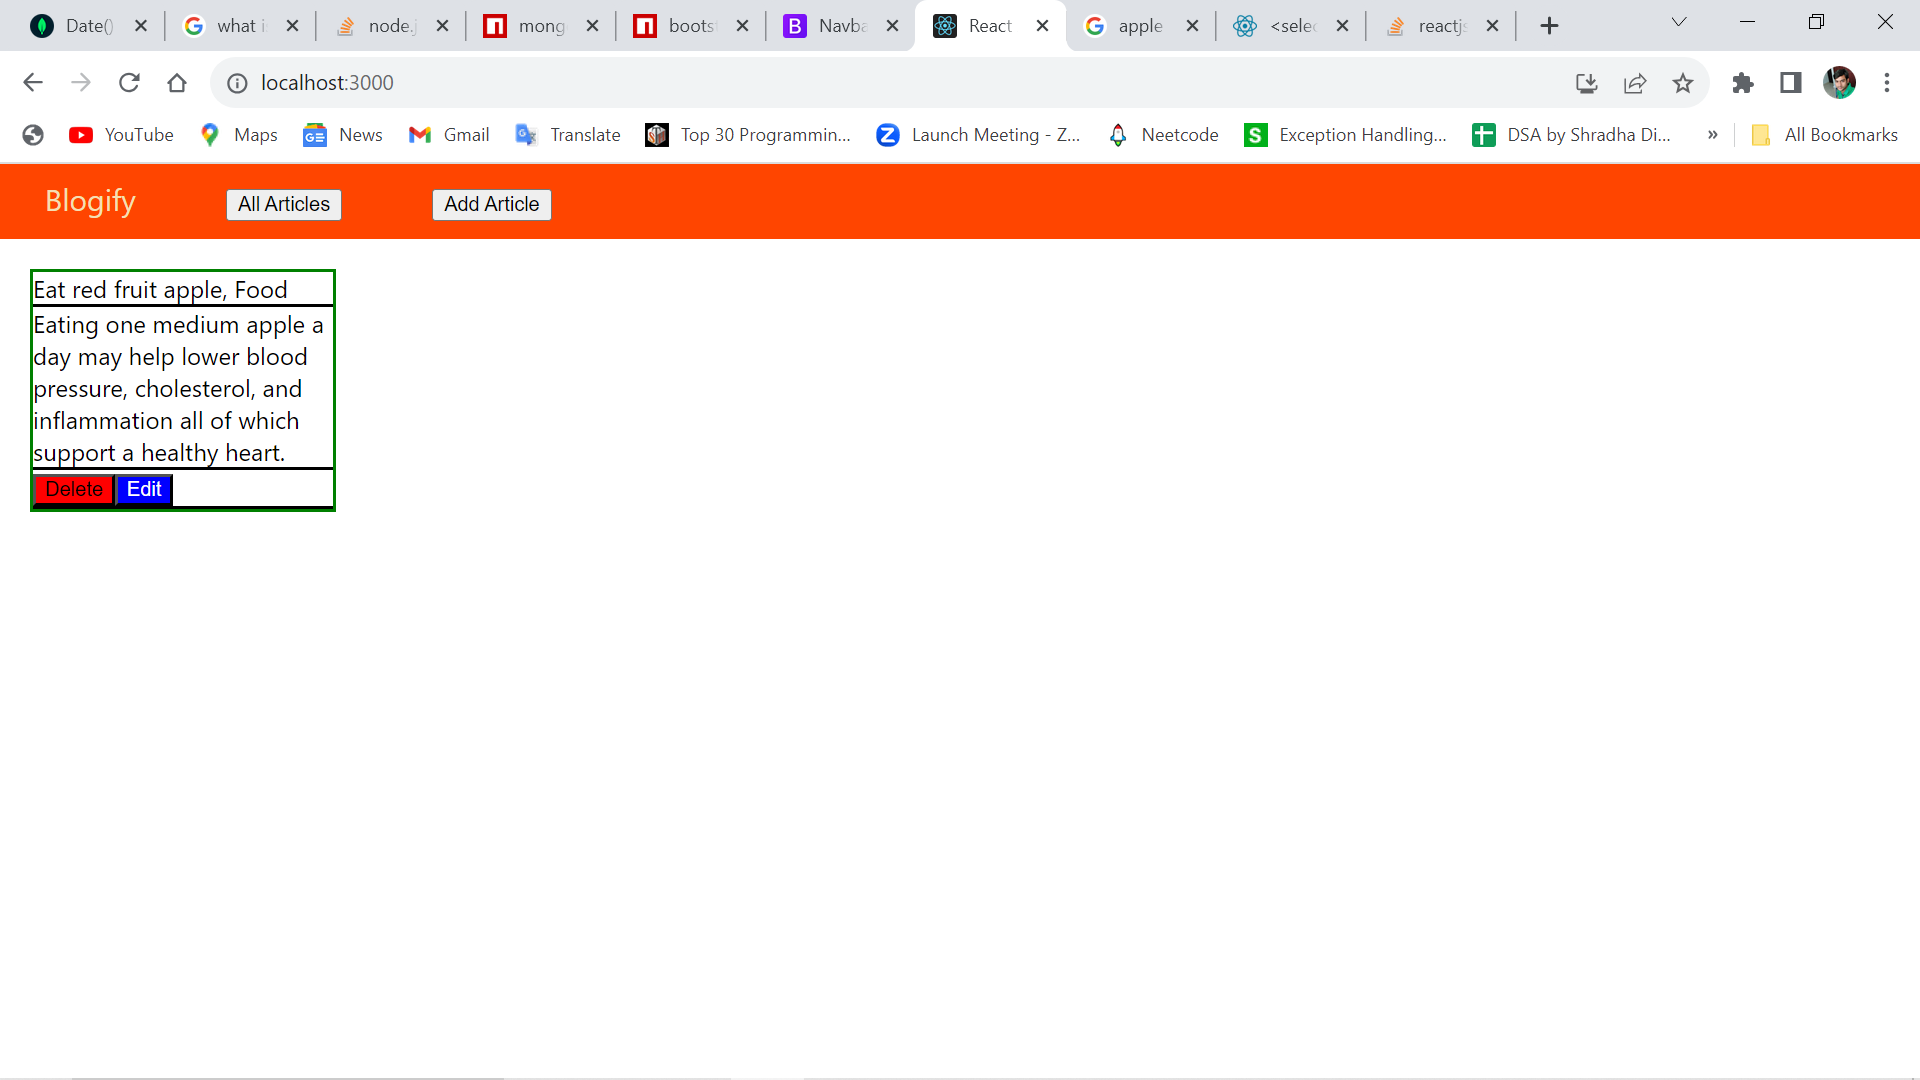 Date() what i node.j mong boots Navba React apple <selec reactjs
localhost:3000
YouTube Maps News Gmail Translate Top 30 Programmin... Launch Meeting - Z... Neetcode Exception Handling... DSA by Shradha Di... » All Bookmarks
Blogify All Articles Add Article
Eat red fruit apple, Food
Eating one medium apple a
day may help lower blood
pressure, cholesterol, and
inflammation all of which
support a healthy heart.
Delete Edit